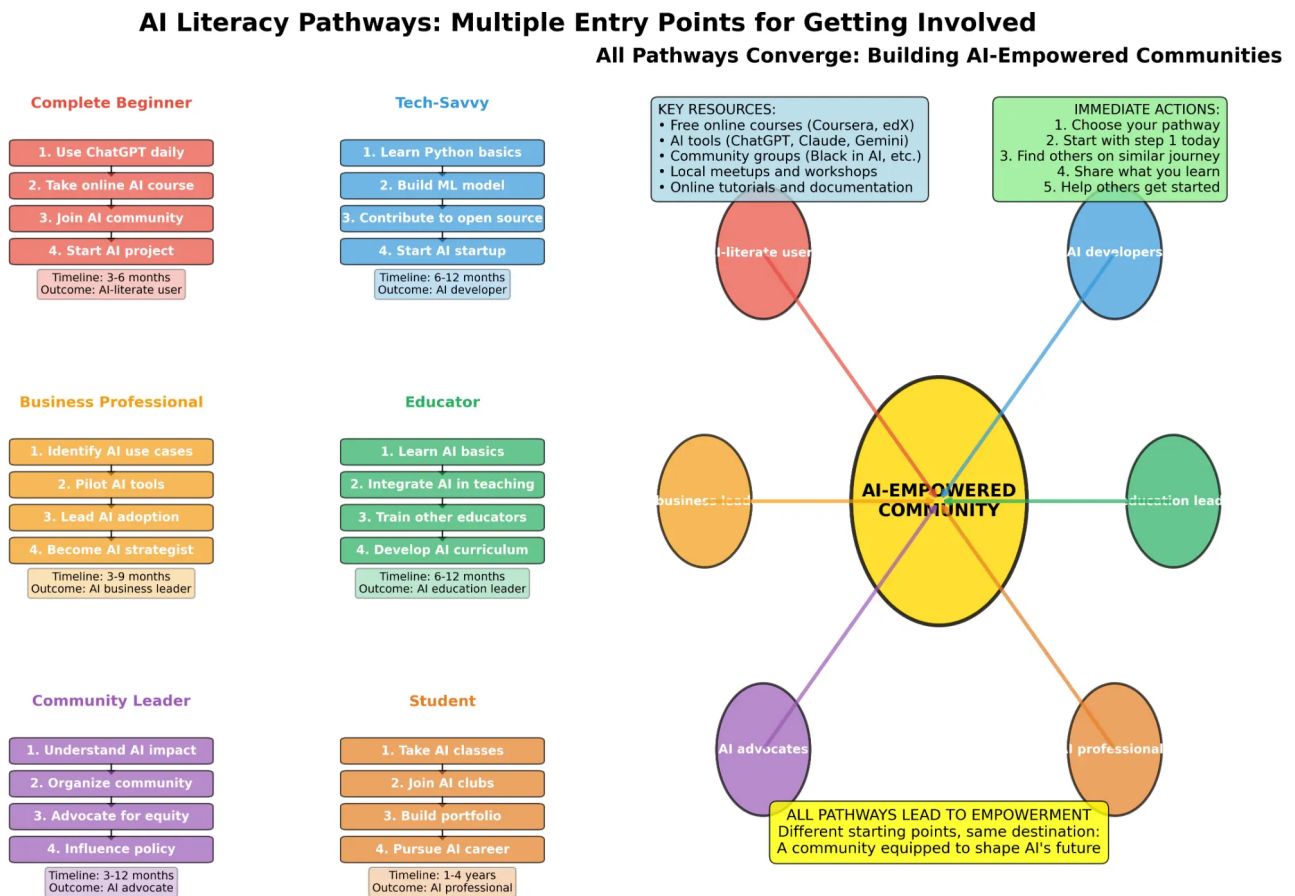 AI Literacy Pathways: Multiple Entry Points for Getting Involved
All Pathways Converge: Building AI-Empowered Communities
Complete Beginner
1. Use ChatGPT daily
2. Take online AI course
3. Join AI community
4. Start AI project
Timeline: 3-6 months
Outcome: AI-literate user
Tech-Savvy
1. Learn Python basics
2. Build ML model
3. Contribute to open source
4. Start AI startup
Timeline: 6-12 months
Outcome: AI developer
Business Professional
1. Identify AI use cases
2. Pilot AI tools
3. Lead AI adoption
4. Become AI strategist
Timeline: 3-9 months
Outcome: AI business leader
Educator
1. Learn AI basics
2. Integrate AI in teaching
3. Train other educators
4. Develop AI curriculum
Timeline: 6-12 months
Outcome: AI education leader
Community Leader
1. Understand AI impact
2. Organize community
3. Advocate for equity
4. Influence policy
Timeline: 3-12 months
Outcome: AI advocate
Student
1. Take AI classes
2. Join AI clubs
3. Build portfolio
4. Pursue AI career
Timeline: 1-4 years
Outcome: AI professional
KEY RESOURCES:
• Free online courses (Coursera, edX)
• AI tools (ChatGPT, Claude, Gemini)
• Community groups (Black in AI, etc.)
• Local meetups and workshops
• Online tutorials and documentation
IMMEDIATE ACTIONS:
1. Choose your pathway
2. Start with step 1 today
3. Find others on similar journey
4. Share what you learn
5. Help others get started
I-literate user
AI developers
business lead
AI-EMPOWERED
COMMUNITY
ducation lead
AI advocates
I professional
ALL PATHWAYS LEAD TO EMPOWERMENT
Different starting points, same destination:
A community equipped to shape AI's future